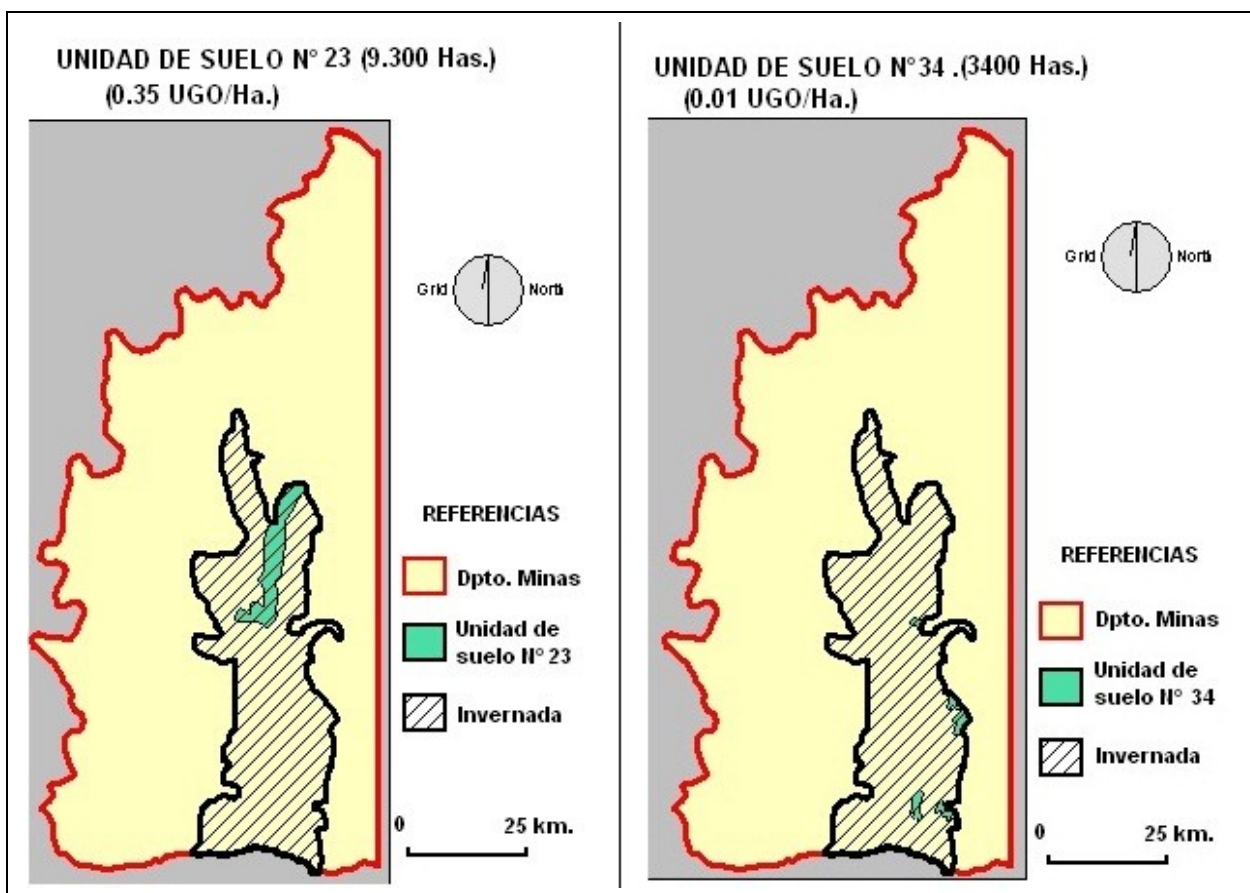 UNIDAD DE SUELO N° 23 (9.300 Has.)
(0.35 UGO/Ha.)
Grid North
REFERENCIAS
Dpto. Minas
Unidad de
suelo N° 23
Invernada
0 25 km.
UNIDAD DE SUELO N°34 .(3400 Has.)
(0.01 UGO/Ha.)
Grid North
REFERENCIAS
Dpto. Minas
Unidad de
suelo N° 34
Invernada
0 25 km.